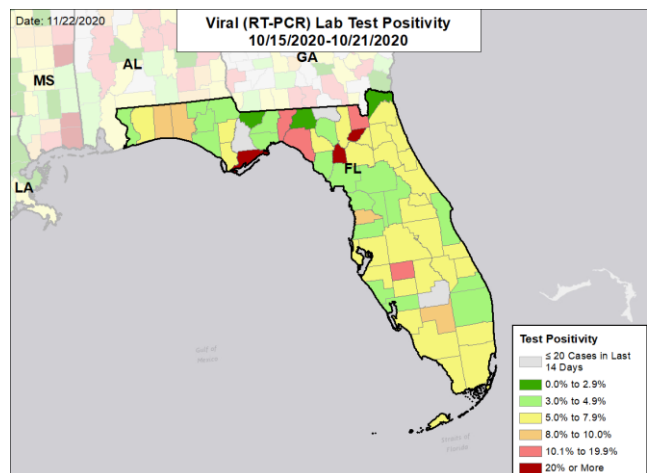 Date: 11/22/2020
Viral (RT-PCR) Lab Test Positivity
10/15/2020-10/21/2020
GA
AL
MS
LA
FL
Gulf of
Mexico
Straits of
Florida
Test Positivity
≤ 20 Cases in Last
14 Days
0.0% to 2.9%
3.0% to 4.9%
5.0% to 7.9%
8.0% to 10.0%
10.1% to 19.9%
20% or More